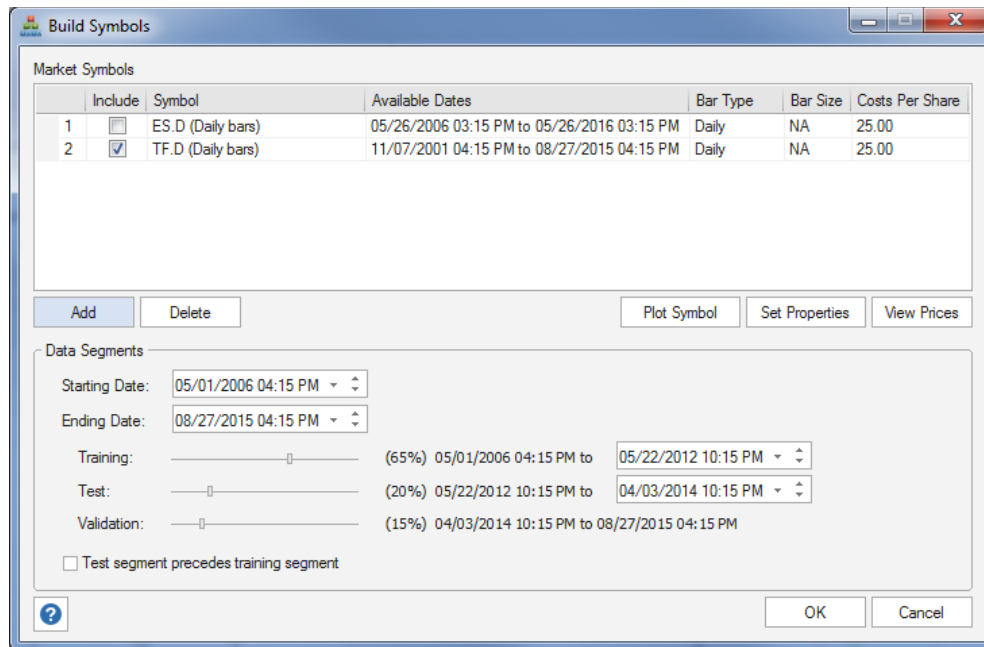 Build Symbols
Market Symbols
Include Symbol Available Dates Bar Type Bar Size Costs Per Share
1 ES.D (Daily bars) 05/26/2006 03:15 PM to 05/26/2016 03:15 PM Daily NA 25.00
2 TF.D (Daily bars) 11/07/2001 04:15 PM to 08/27/2015 04:15 PM Daily NA 25.00
Add Delete Plot Symbol Set Properties View Prices
Data Segments
Starting Date: 05/01/2006 04:15 PM
Ending Date: 08/27/2015 04:15 PM
Training: (65%) 05/01/2006 04:15 PM to 05/22/2012 10:15 PM
Test: (20%) 05/22/2012 10:15 PM to 04/03/2014 10:15 PM
Validation: (15%) 04/03/2014 10:15 PM to 08/27/2015 04:15 PM
Test segment precedes training segment
? OK Cancel